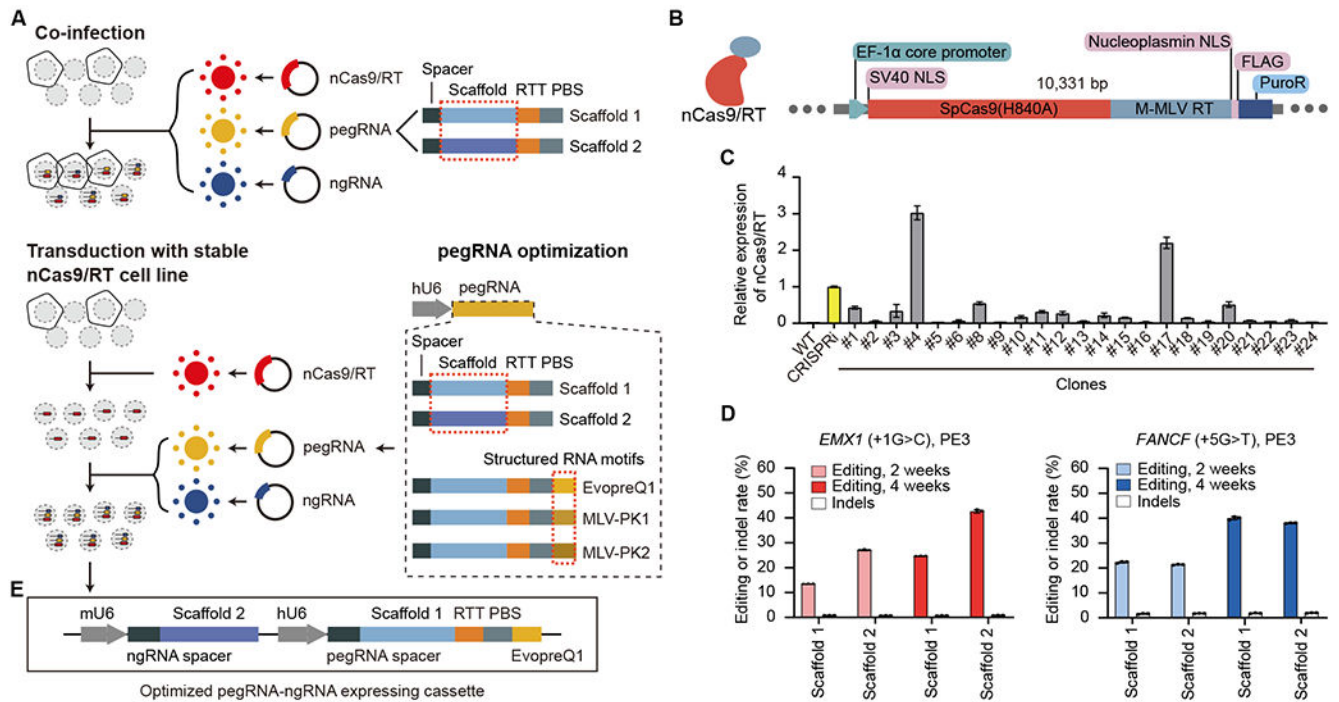 A
Co-infection
nCas9/RT
pegRNA
ngRNA
Spacer
Scaffold RTT PBS
Scaffold 1
Scaffold 2
Transduction with stable
nCas9/RT cell line
nCas9/RT
pegRNA
ngRNA
pegRNA optimization
hU6
pegRNA
Spacer
Scaffold RTT PBS
Scaffold 1
Scaffold 2
Structured RNA motifs
EvopreQ1
MLV-PK1
MLV-PK2
E
mU6 Scaffold 2 hU6 Scaffold 1 RTT PBS
ngRNA spacer pegRNA spacer EvopreQ1
Optimized pegRNA-ngRNA expressing cassette
B
nCas9/RT
EF-1α core promoter
SV40 NLS
10,331 bp
Nucleoplasmin NLS
FLAG
PuroR
SpCas9(H840A) M-MLV RT
C
Relative expression
of nCas9/RT
4
3
2
1
0
WT CRISPRi #1 #2 #3 #4 #5 #6 #8 #9 #10 #11 #12 #13 #14 #15 #16 #17 #18 #19 #20 #21 #22 #23 #24
Clones
D
EMX1 (+1G>C), PE3
Editing or indel rate (%)
60
50
40
30
20
10
0
Editing, 2 weeks
Editing, 4 weeks
Indels
Scaffold 1 Scaffold 2 Scaffold 1 Scaffold 2
FANCF (+5G>T), PE3
Editing or indel rate (%)
60
50
40
30
20
10
0
Editing, 2 weeks
Editing, 4 weeks
Indels
Scaffold 1 Scaffold 2 Scaffold 1 Scaffold 2